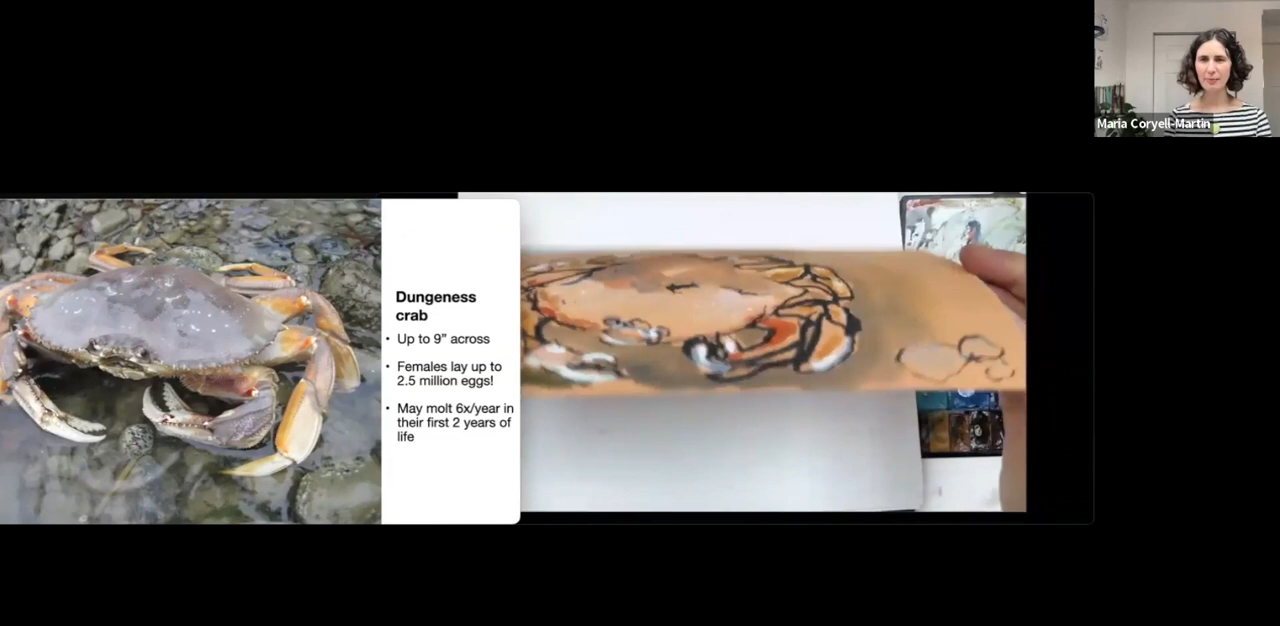 Maria Coryell-Martin
Dungeness
crab
• Up to 9" across
• Females lay up to
2.5 million eggs!
• May molt 6x/year in
their first 2 years of
life